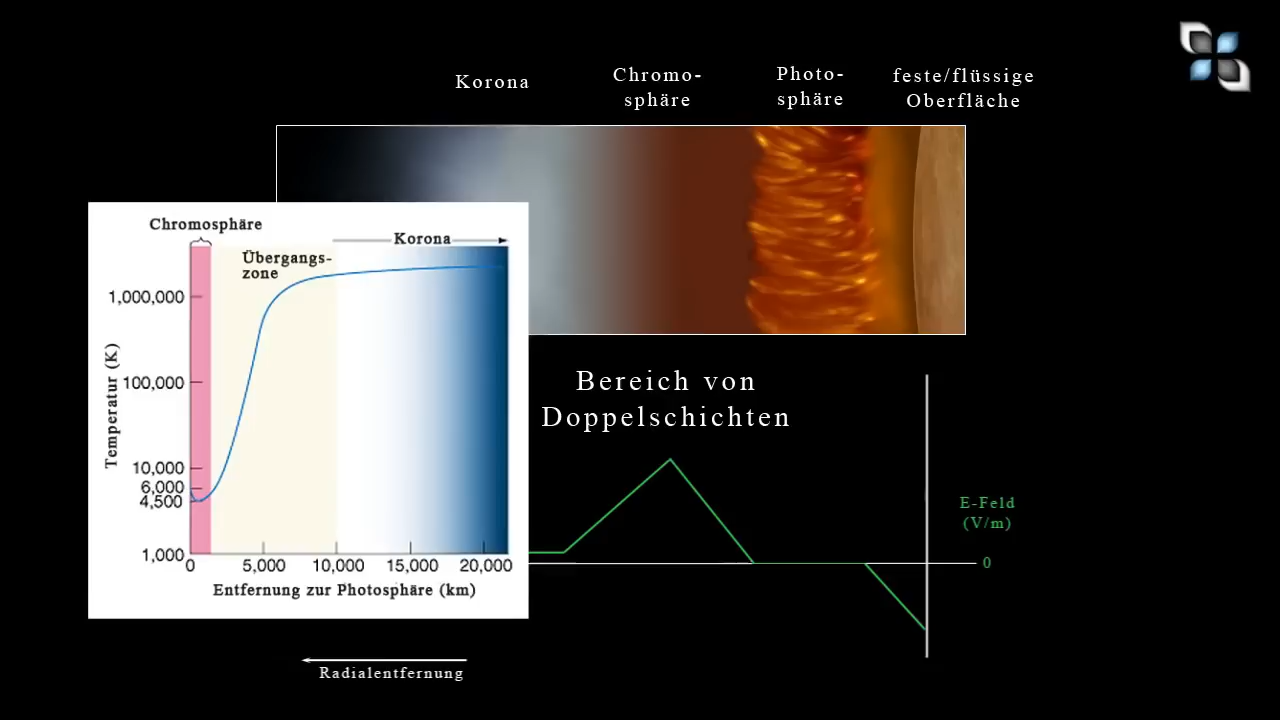 Korona
Chromo-
sphäre
Photo-
sphäre
feste/flüssige
Oberfläche
Chromosphäre
Korona
Übergangs-
zone
1,000,000
100,000
10,000
6,000
4,500
1,000
Temperatur (K)
0 5,000 10,000 15,000 20,000
Entfernung zur Photosphäre (km)
Bereich von
Doppelschichten
E-Feld
(V/m)
0
Radialentfernung